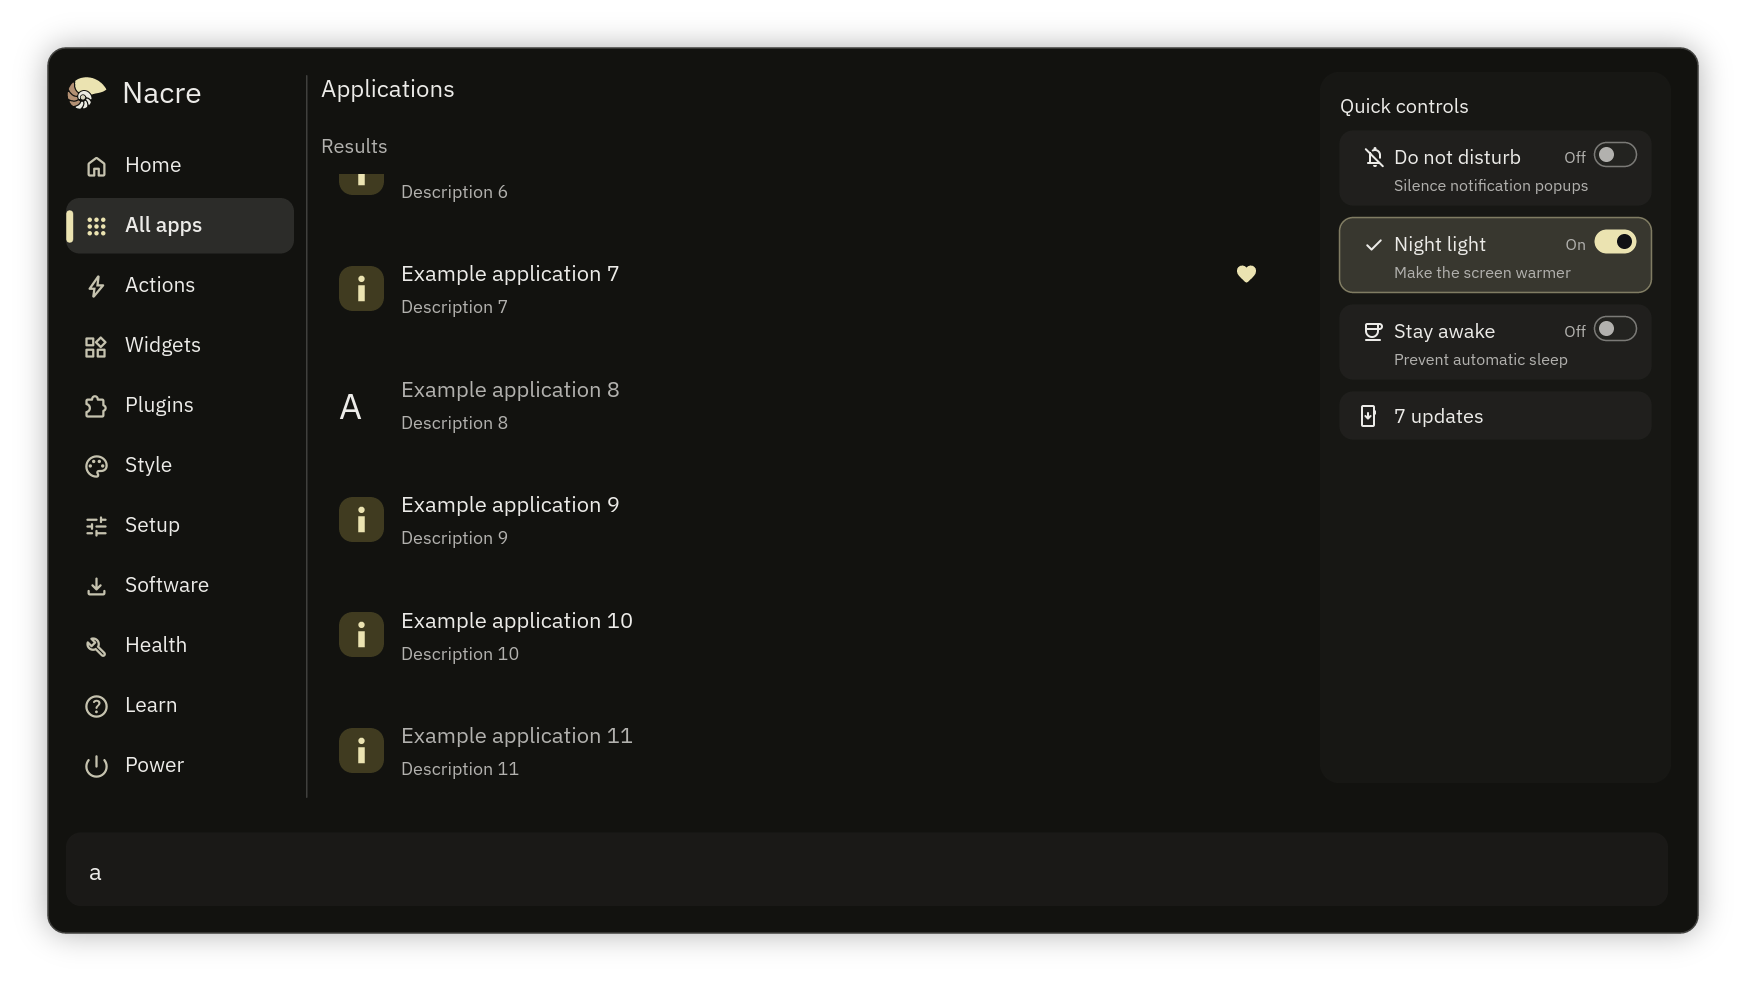 Nacre
Home
All apps
Actions
Widgets
Plugins
Style
Setup
Software
Health
Learn
Power
Applications
Results
Description 6
Example application 7
Description 7
A
Example application 8
Description 8
Example application 9
Description 9
Example application 10
Description 10
Example application 11
Description 11
Quick controls
Do not disturb Off
Silence notification popups
Night light On
Make the screen warmer
Stay awake Off
Prevent automatic sleep
7 updates
a